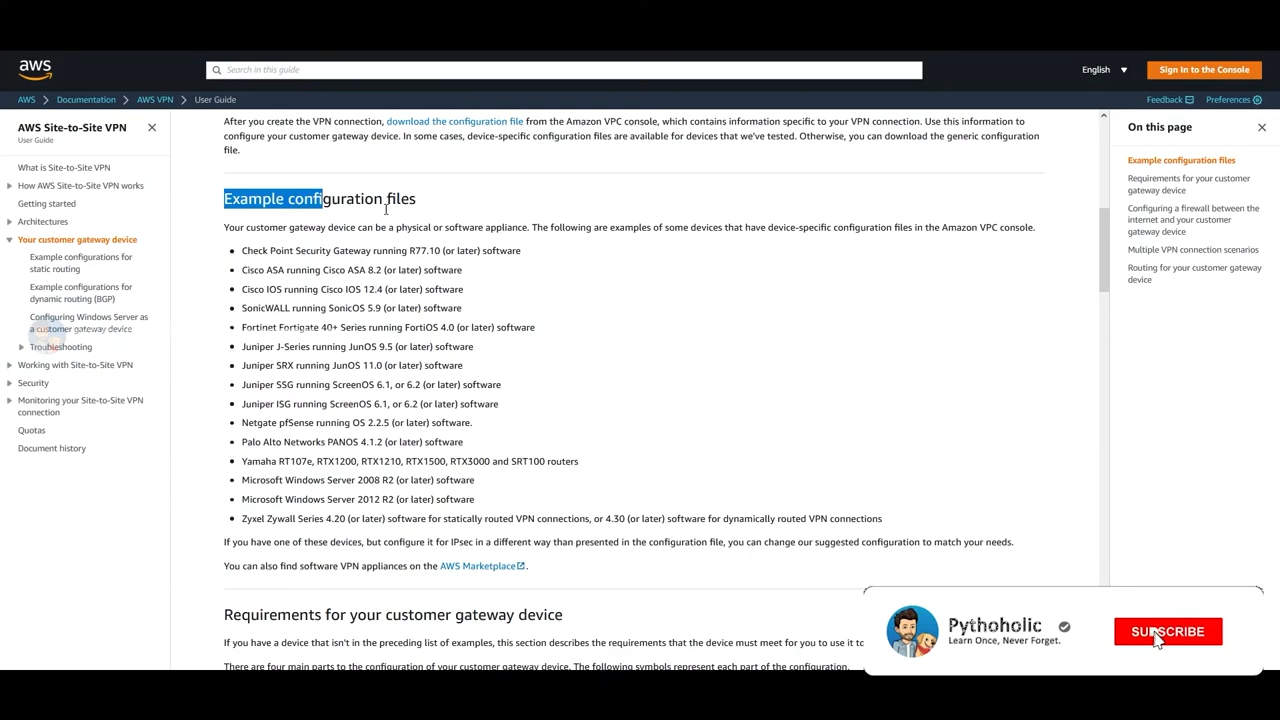 aws
Search in this guide
English
Sign In to the Console
AWS
Documentation
AWS VPN
User Guide
Feedback
Preferences
AWS Site-to-Site VPN
User Guide
What is Site-to-Site VPN
How AWS Site-to-Site VPN works
Getting started
Architectures
Your customer gateway device
Example configurations for
static routing
Example configurations for
dynamic routing (BGP)
Configuring Windows Server as
a customer gateway device
Troubleshooting
Working with Site-to-Site VPN
Security
Monitoring your Site-to-Site VPN
connection
Quotas
Document history
After you create the VPN connection, download the configuration file from the Amazon VPC console, which contains information specific to your VPN connection. Use this information to
configure your customer gateway device. In some cases, device-specific configuration files are available for devices that we've tested. Otherwise, you can download the generic configuration
file.
Example configuration files
Your customer gateway device can be a physical or software appliance. The following are examples of some devices that have device-specific configuration files in the Amazon VPC console.
• Check Point Security Gateway running R77.10 (or later) software
• Cisco ASA running Cisco ASA 8.2 (or later) software
• Cisco IOS running Cisco IOS 12.4 (or later) software
• SonicWALL running SonicOS 5.9 (or later) software
• Fortinet Fortigate 40+ Series running FortiOS 4.0 (or later) software
• Juniper J-Series running JunOS 9.5 (or later) software
• Juniper SRX running JunOS 11.0 (or later) software
• Juniper SSG running ScreenOS 6.1, or 6.2 (or later) software
• Juniper ISG running ScreenOS 6.1, or 6.2 (or later) software
• Netgate pfSense running OS 2.2.5 (or later) software.
• Palo Alto Networks PANOS 4.1.2 (or later) software
• Yamaha RT107e, RTX1200, RTX1210, RTX1500, RTX3000 and SRT100 routers
• Microsoft Windows Server 2008 R2 (or later) software
• Microsoft Windows Server 2012 R2 (or later) software
• Zyxel Zywall Series 4.20 (or later) software for statically routed VPN connections, or 4.30 (or later) software for dynamically routed VPN connections
If you have one of these devices, but configure it for IPsec in a different way than presented in the configuration file, you can change our suggested configuration to match your needs.
You can also find software VPN appliances on the AWS Marketplace.
Requirements for your customer gateway device
If you have a device that isn't in the preceding list of examples, this section describes the requirements that the device must meet for you to use it to
There are four main parts to the configuration of your customer gateway device. The following symbols represent each part of the configuration.
On this page
Example configuration files
Requirements for your customer
gateway device
Configuring a firewall between the
internet and your customer
gateway device
Multiple VPN connection scenarios
Routing for your customer gateway
device
Pythoholic
Learn Once, Never Forget.
SUBSCRIBE